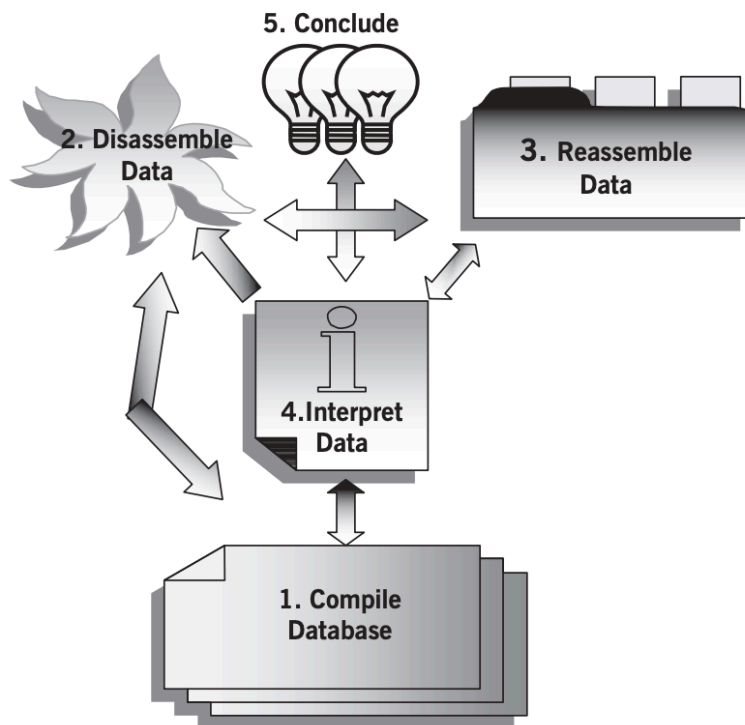 5. Conclude
2. Disassemble
Data
3. Reassemble
Data
i
4.Interpret
Data
1. Compile
Database